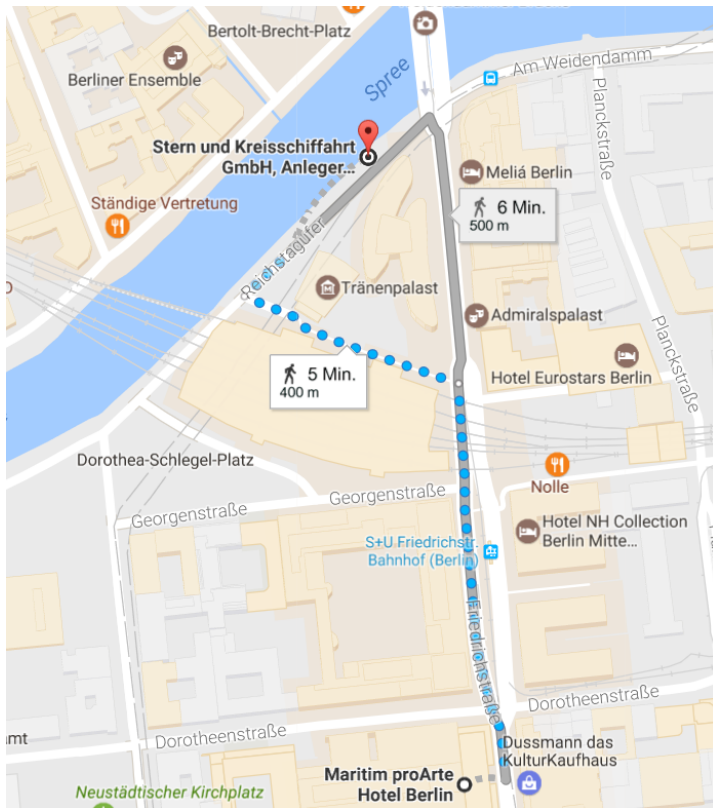 Bertolt-Brecht-Platz
Berliner Ensemble
Am Weidendamm
Spree
Planckstraße
Stern und Kreisschiffahrt
GmbH, Anleger...
Meliá Berlin
6 Min.
500 m
Ständige Vertretung
Reichstagufer
Tränenpalast
Admiralspalast
Planckstraße
5 Min.
400 m
Hotel Eurostars Berlin
Dorothea-Schlegel-Platz
Georgenstraße
Nolle
Georgenstraße
Hotel NH Collection
Berlin Mitte...
S+U Friedrichstr.
Bahnhof (Berlin)
Friedrichstraße
Dorotheenstraße
Dorotheenstraße
amt
Dussmann das
KulturKaufhaus
Maritim proArte
Hotel Berlin
Neustädtischer Kirchplatz